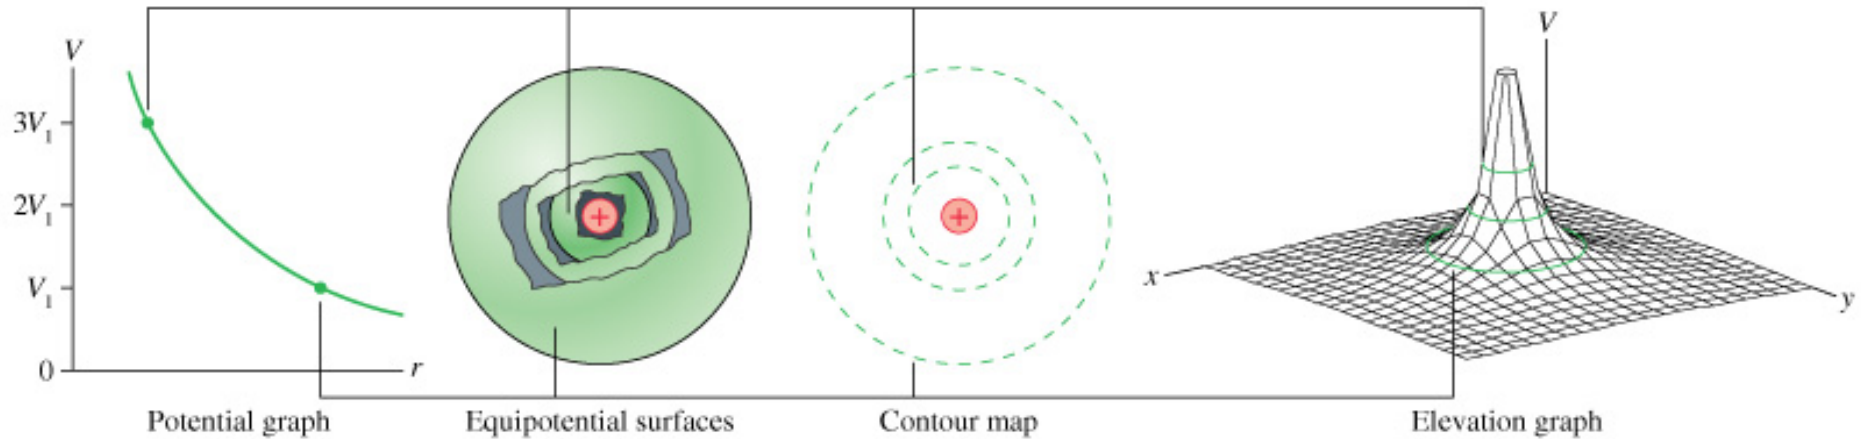 V
3V₁
2V₁
V₁
0
r
+
+
V
x
y
Potential graph
Equipotential surfaces
Contour map
Elevation graph